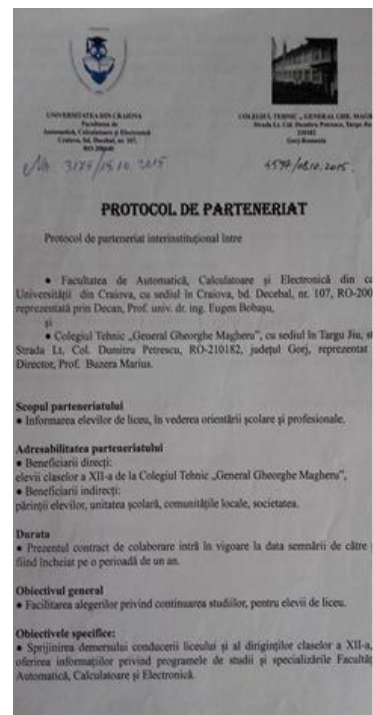 UNIVERSITATEA DIN CRAIOVA
Facultatea de
Automatică, Calculatoare şi Electronică
Craiova, bd. Decebal, nr. 107,
COLEGIUL TEHNIC „GENERAL GHE. MAGH
Strada Lt. Col. Dumitru Petrescu, Targu Jiu
210182
Gorj Romania
Nr. 3175/15.10.2015
/08.10.2015.
PROTOCOL DE PARTENERIAT
Protocol de parteneriat interinstituţional între
● Facultatea de Automatică, Calculatoare şi Electronică din c
Universităţii din Craiova, cu sediul în Craiova, bd. Decebal, nr. 107, RO-200
reprezentată prin Decan, Prof. univ. dr. ing. Eugen Bobaşu,
şi
● Colegiul Tehnic „General Gheorghe Magheru”, cu sediul în Targu Jiu, s
Strada Lt. Col. Dumitru Petrescu, RO-210182, judeţul Gorj, reprezentat
Director, Prof. Buzera Marius.
Scopul parteneriatului
● Informarea elevilor de liceu, în vederea orientării şcolare şi profesionale.
Adresabilitatea parteneriatului
● Beneficiarii direcţi:
elevii claselor a XII-a de la Colegiul Tehnic „General Gheorghe Magheru”,
● Beneficiarii indirecţi:
părinţii elevilor, unitatea şcolară, comunităţile locale, societatea.
Durata
● Prezentul contract de colaborare intră în vigoare la data semnării de către
fiind încheiat pe o perioadă de un an.
Obiectivul general
● Facilitarea alegerilor privind continuarea studiilor, pentru elevii de liceu.
Obiectivele specifice:
● Sprijinirea demersului conducerii liceului şi al diriginţilor claselor a XII-a,
oferirea informaţiilor privind programele de studii şi specializările Facultăţ
Automatică, Calculatoare şi Electronică.